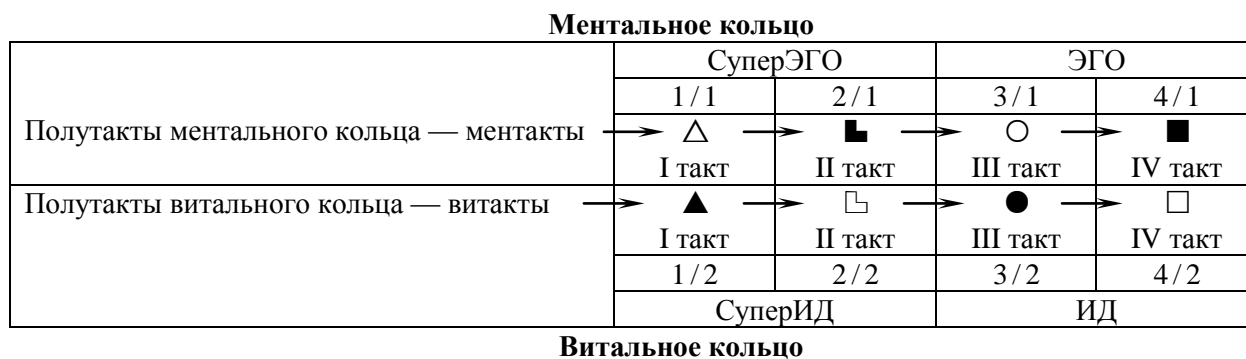 Ментальное кольцо
СуперЭГО ЭГО
1 / 1 2 / 1 3 / 1 4 / 1
Полутакты ментального кольца — ментакты
I такт II такт III такт IV такт
Полутакты витального кольца — витакты
I такт II такт III такт IV такт
1 / 2 2 / 2 3 / 2 4 / 2
СуперИД ИД
Витальное кольцо